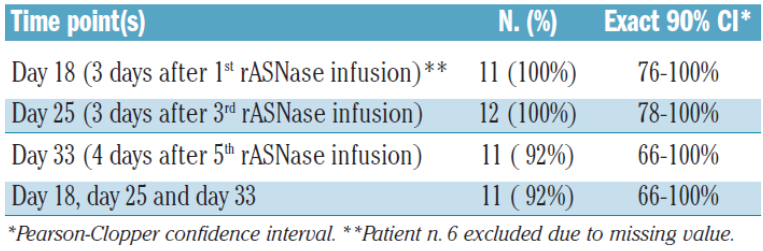 Time point(s) N. (%) Exact 90% CI*
Day 18 (3 days after 1st rASNase infusion)** 11 (100%) 76-100%
Day 25 (3 days after 3rd rASNase infusion) 12 (100%) 78-100%
Day 33 (4 days after 5th rASNase infusion) 11 ( 92%) 66-100%
Day 18, day 25 and day 33 11 ( 92%) 66-100%
*Pearson-Clopper confidence interval. **Patient n. 6 excluded due to missing value.